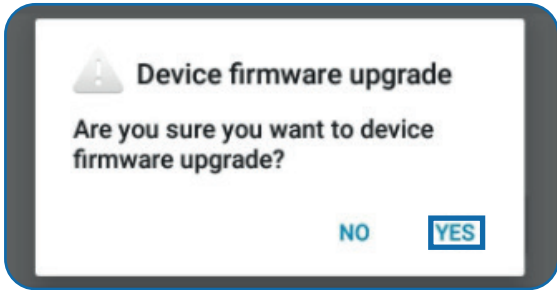 Device firmware upgrade
Are you sure you want to device
firmware upgrade?
NO YES